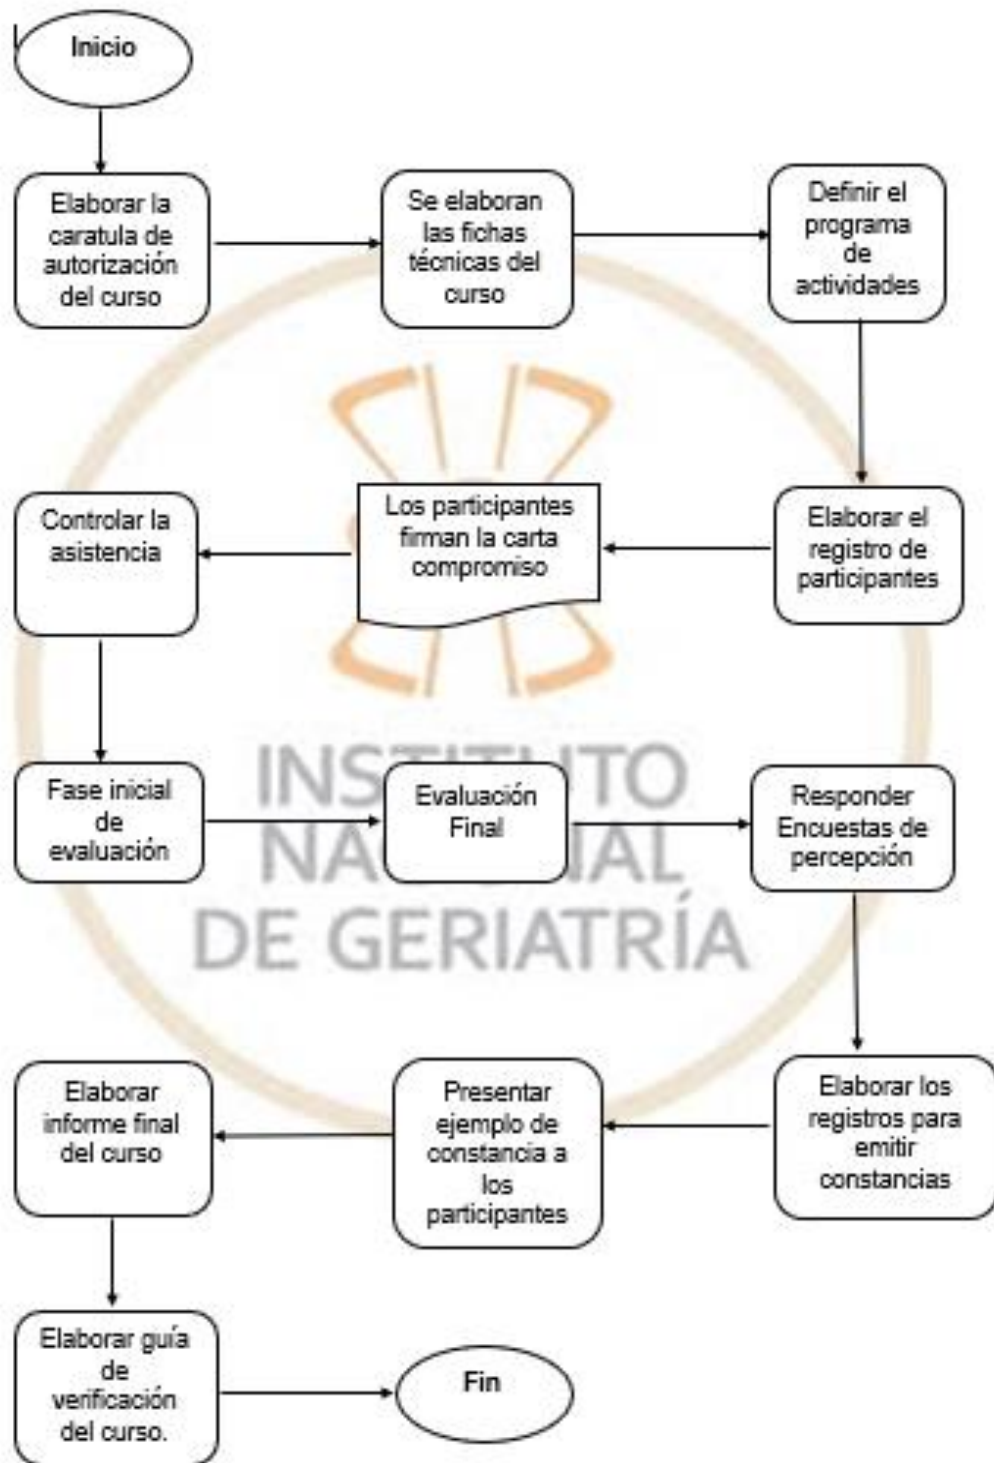 Inicio
Elaborar la
caratula de
autorización
del curso
Se elaboran
las fichas
técnicas del
curso
Definir el
programa
de
actividades
Elaborar el
registro de
participantes
Los participantes
firman la carta
compromiso
Controlar la
asistencia
Fase inicial
de
evaluación
Evaluación
Final
Responder
Encuestas de
percepción
Elaborar los
registros para
emitir
constancias
Presentar
ejemplo de
constancia a
los
participantes
Elaborar
informe final
del curso
Elaborar guía
de
verificación
del curso.
Fin
INSTITUTO
NACIONAL
DE GERIATRÍA